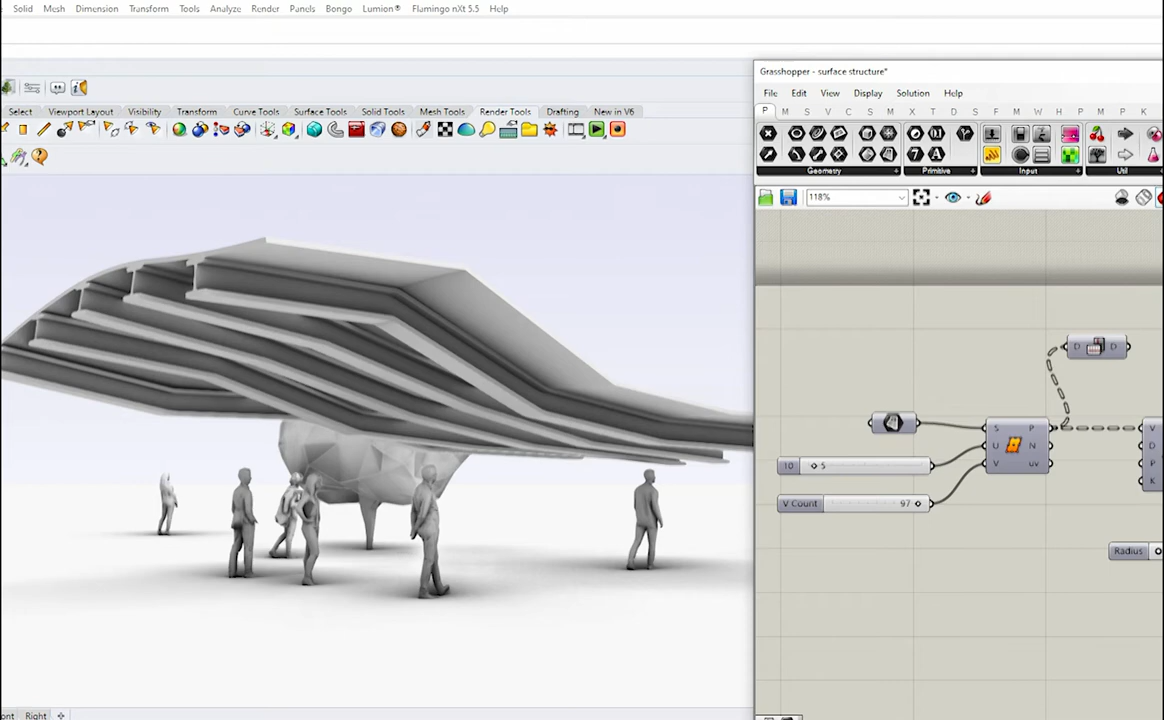 Solid Mesh Dimension Transform Tools Analyze Render Panels Bongo Lumion® Flamingo nXt 5.5 Help
Select Viewport Layout Visibility Transform Curve Tools Surface Tools Solid Tools Mesh Tools Render Tools Drafting New in V6
ont Right
Grasshopper - surface structure*
File Edit View Display Solution Help
P M S V C S M I X T D F M W H D P M P K
Geometry Primitive Input Util
118%
D D
S P
U N
V uv
V
D
P
K
10 5
V Count 97
Radius